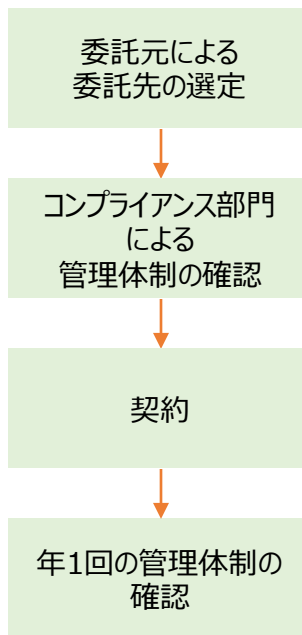 委託元による
委託先の選定
コンプライアンス部門
による
管理体制の確認
契約
年1回の管理体制の
確認